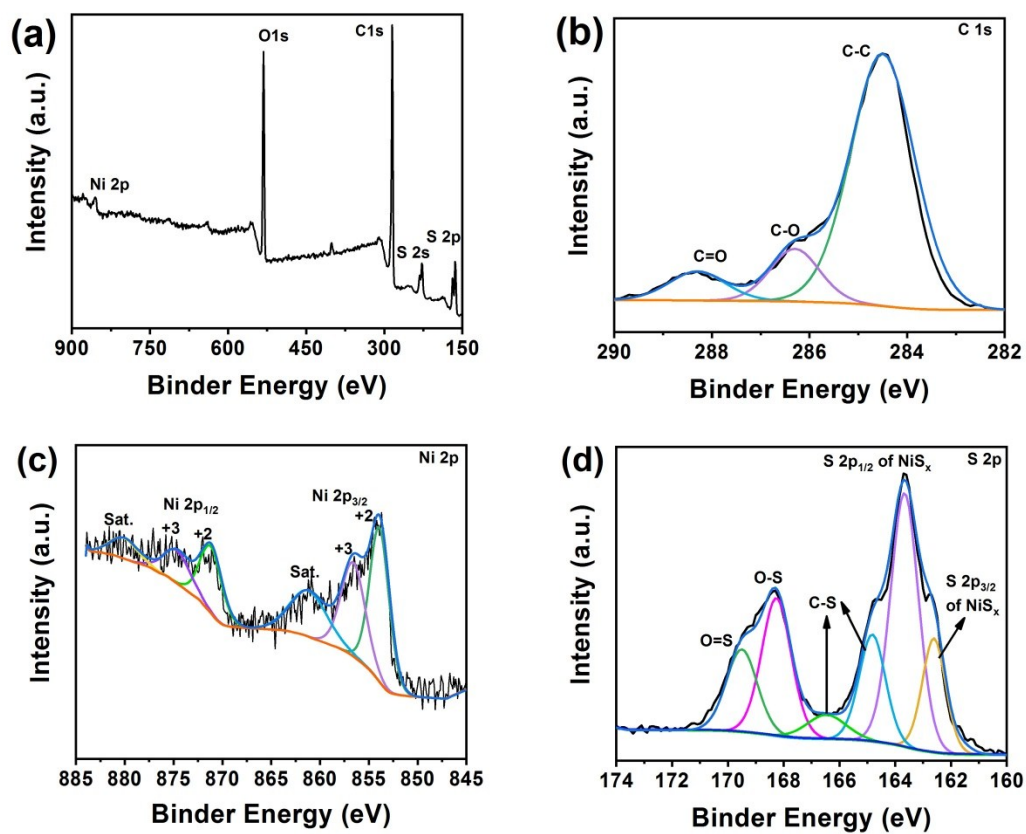 (a)
O1s
C1s
Ni 2p
S 2s
S 2p
Intensity (a.u.)
900 750 600 450 300 150
Binder Energy (eV)
(b)
C 1s
C-C
C-O
C=O
Intensity (a.u.)
290 288 286 284 282
Binder Energy (eV)
(c)
Ni 2p
Ni 2p3/2
+2
+3
Ni 2p1/2
Sat.
+3
+2
Sat.
Intensity (a.u.)
885 880 875 870 865 860 855 850 845
Binder Energy (eV)
(d)
S 2p1/2 of NiSx
S 2p
O-S
C-S
S 2p3/2
of NiSx
O=S
Intensity (a.u.)
174 172 170 168 166 164 162 160
Binder Energy (eV)